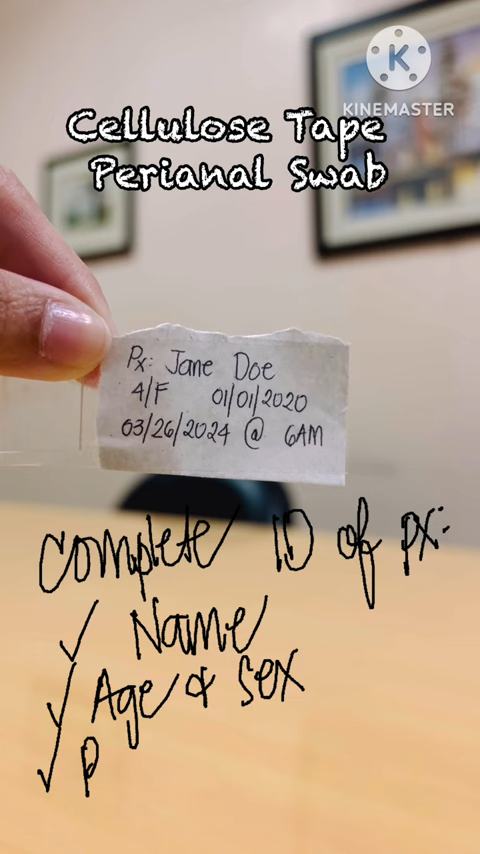 KINEMASTER
Cellulose Tape
Perianal Swab
Px: Jane Doe
4/F 01/01/2020
03/26/2024 @ 6AM
Complete ID of px:
✓ Name
✓ Age & Sex
✓ p